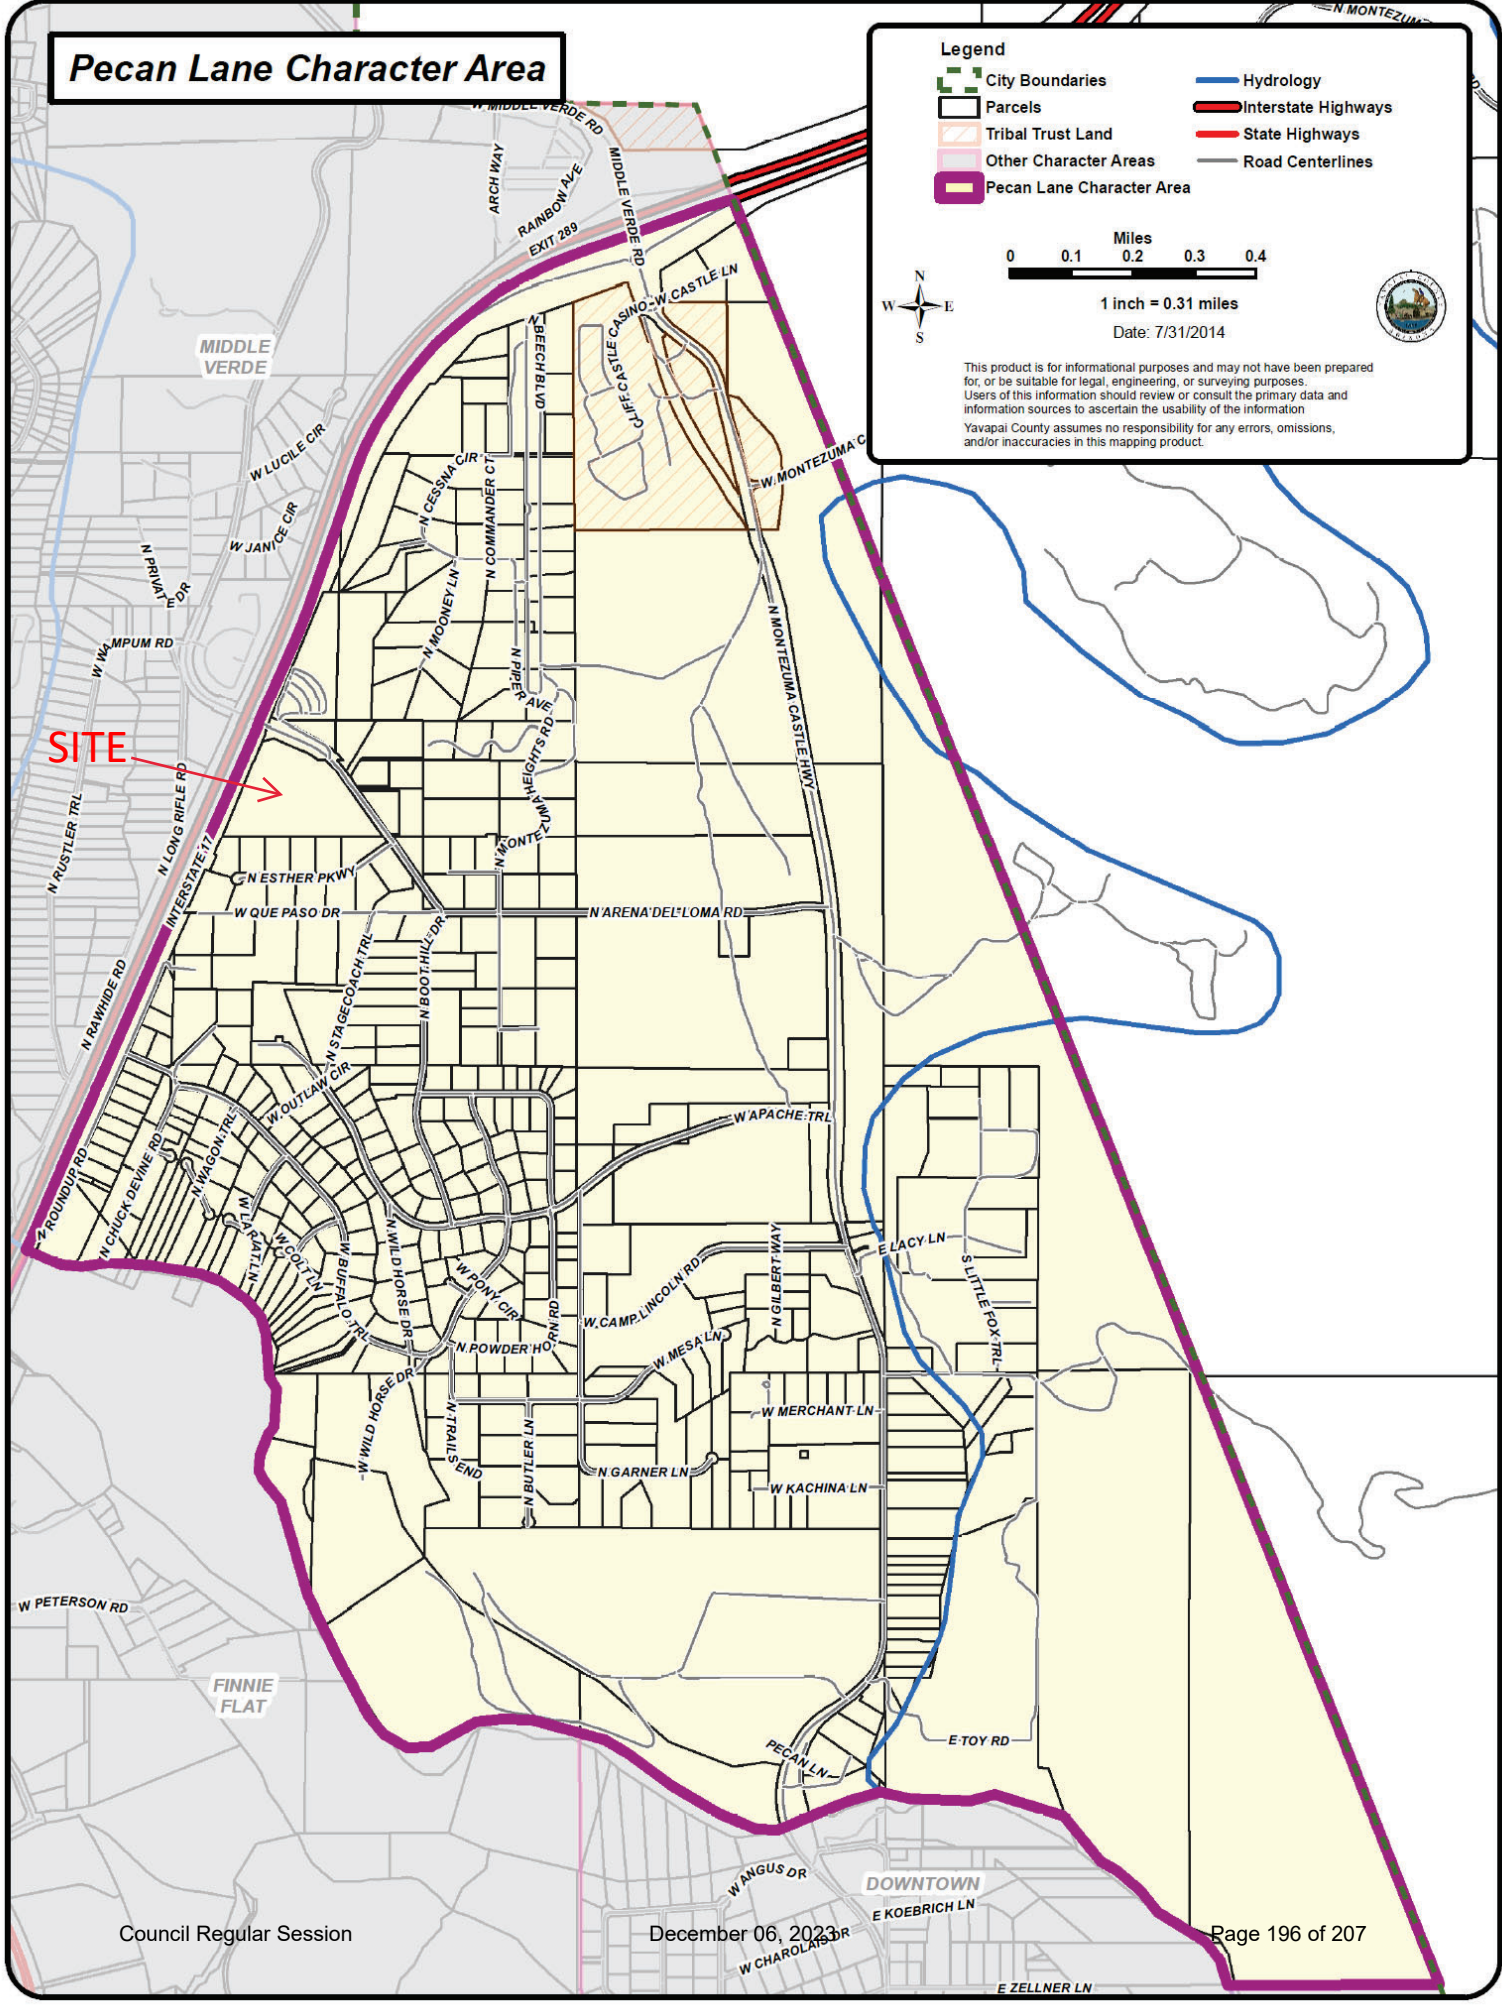 Pecan Lane Character Area
Legend
City Boundaries
Parcels
Tribal Trust Land
Other Character Areas
Pecan Lane Character Area
Hydrology
Interstate Highways
State Highways
Road Centerlines
Miles
0 0.1 0.2 0.3 0.4
1 inch = 0.31 miles
Date: 7/31/2014
N
W E
S
This product is for informational purposes and may not have been prepared
for, or be suitable for legal, engineering, or surveying purposes.
Users of this information should review or consult the primary data and
information sources to ascertain the usability of the information
Yavapai County assumes no responsibility for any errors, omissions,
and/or inaccuracies in this mapping product.
N MONTEZUM
W MIDDLE VERDE RD
ARCH WAY
RAINBOW AVE
EXIT 289
MIDDLE VERDE RD
W CASTLE LN
CLIFF CASTLE CASINO
N BEECH BLVD
MIDDLE
VERDE
W LUCILE CIR
W JANICE CIR
N PRIVATE DR
W WAMPUM RD
N CESSNA CIR
N COMMANDER CT
N MOONEY LN
N PIPER AVE
W MONTEZUMA C
N MONTEZUMA CASTLE HWY
N MONTEZUMA HEIGHTS RD
SITE
N RUSTLER TRL
N LONG RIFLE RD
INTERSTATE 17
N ESTHER PKWY
W QUE PASO DR
N ARENA DEL LOMA RD
N STAGECOACH TRL
N BOOT HILL DR
N RAWHIDE RD
W OUTLAW CIR
W APACHE TRL
N ROUNDUP RD
N CHUCK DEVINE RD
N WAGON TRL
W LARIAT LN
W COLT LN
W BUFFALO TRL
N WILD HORSE DR
W PONY CIR
N POWDER HORN RD
W CAMP LINCOLN RD
N GILBERT WAY
E LACY LN
S LITTLE FOX TRL
W MESA LN
W WILD HORSE DR
N TRAILS END
N BUTLER LN
W MERCHANT LN
N GARNER LN
W KACHINA LN
W PETERSON RD
FINNIE
FLAT
PECAN LN
E TOY RD
W ANGUS DR
DOWNTOWN
E KOEBRICH LN
W CHAROLAIS DR
E ZELLNER LN
Council Regular Session
December 06, 2023
Page 196 of 207